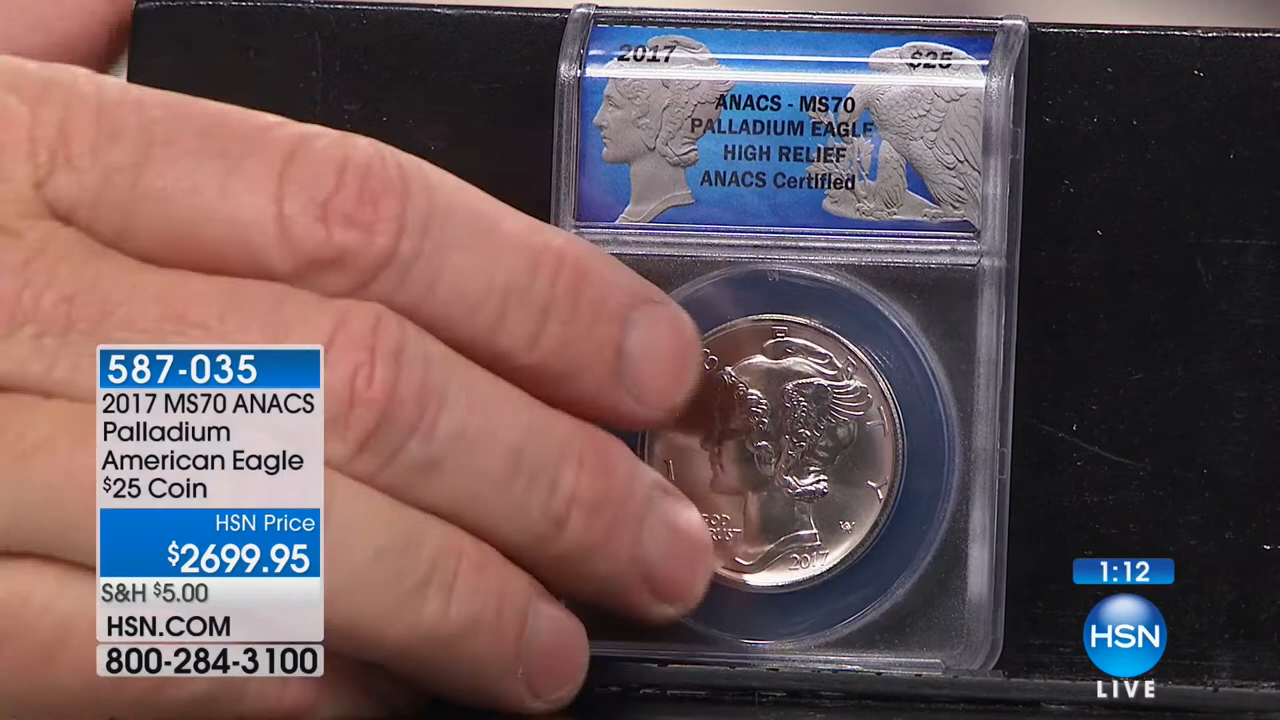 2017
$25
ANACS - MS70
PALLADIUM EAGLE
HIGH RELIEF
ANACS Certified
587-035
2017 MS70 ANACS
Palladium
American Eagle
$25 Coin
HSN Price
$2699.95
S&H $5.00
HSN.COM
800-284-3100
2017
1:12
HSN
LIVE